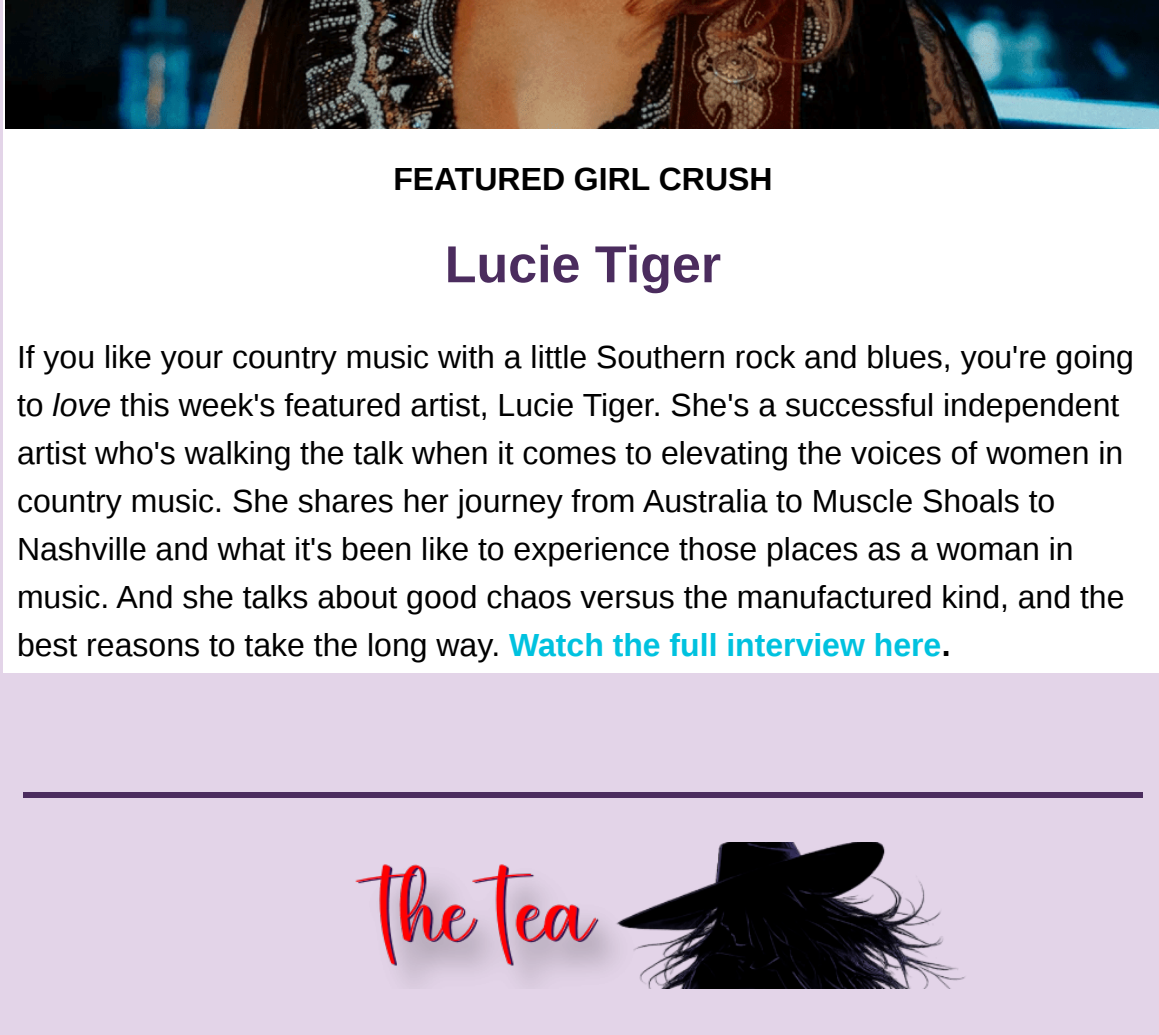 FEATURED GIRL CRUSH
Lucie Tiger
If you like your country music with a little Southern rock and blues, you're going
to love this week's featured artist, Lucie Tiger. She's a successful independent
artist who's walking the talk when it comes to elevating the voices of women in
country music. She shares her journey from Australia to Muscle Shoals to
Nashville and what it's been like to experience those places as a woman in
music. And she talks about good chaos versus the manufactured kind, and the
best reasons to take the long way. Watch the full interview here.
the tea